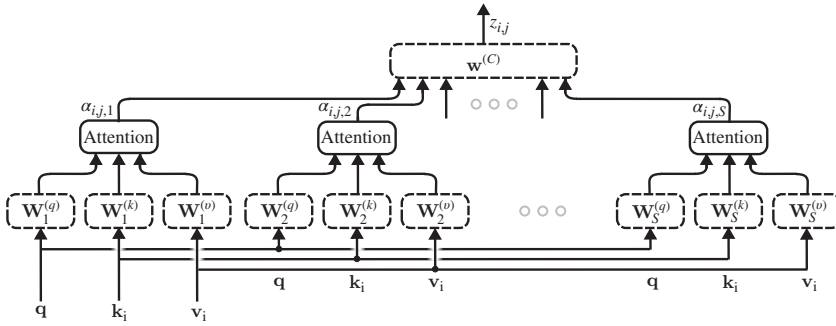 z_{i,j}
w^{(C)}
α_{i,j,1} α_{i,j,2} α_{i,j,S}
Attention Attention Attention
W_1^{(q)} W_1^{(k)} W_1^{(v)} W_2^{(q)} W_2^{(k)} W_2^{(v)} W_S^{(q)} W_S^{(k)} W_S^{(v)}
q k_i v_i q k_i v_i
q k_i v_i